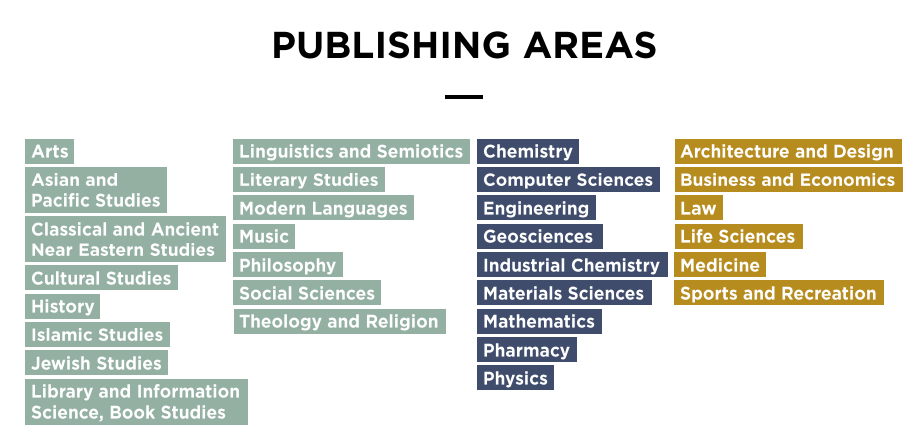 PUBLISHING AREAS
Arts
Asian and
Pacific Studies
Classical and Ancient
Near Eastern Studies
Cultural Studies
History
Islamic Studies
Jewish Studies
Library and Information
Science, Book Studies
Linguistics and Semiotics
Literary Studies
Modern Languages
Music
Philosophy
Social Sciences
Theology and Religion
Chemistry
Computer Sciences
Engineering
Geosciences
Industrial Chemistry
Materials Sciences
Mathematics
Pharmacy
Physics
Architecture and Design
Business and Economics
Law
Life Sciences
Medicine
Sports and Recreation